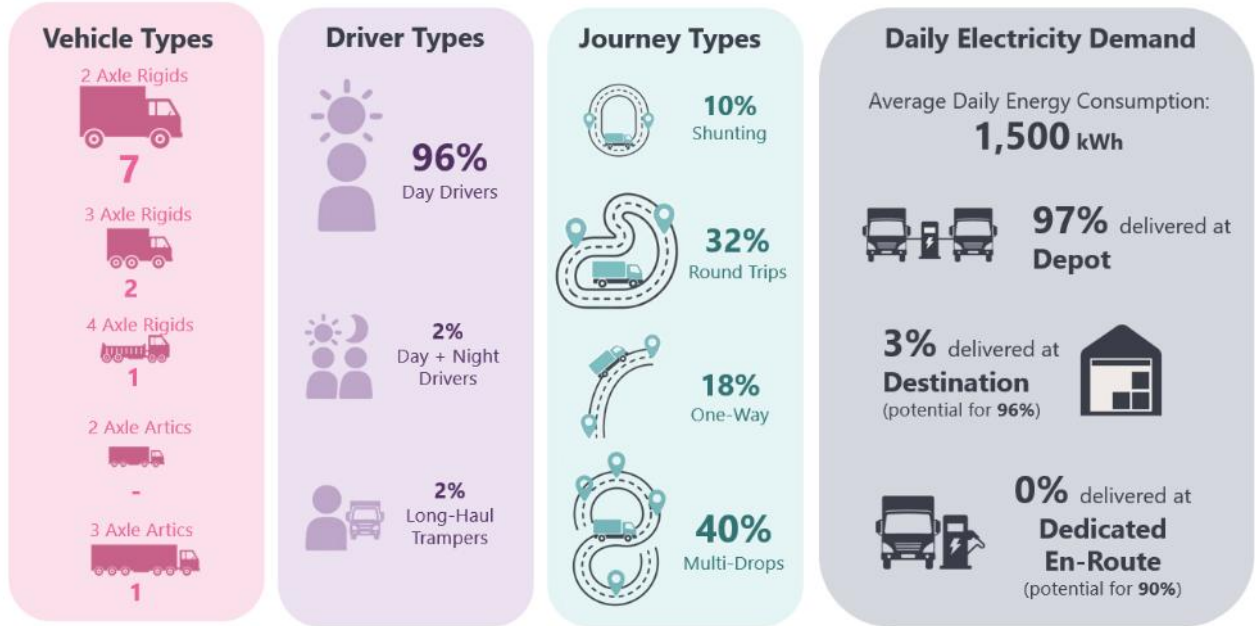 Vehicle Types
2 Axle Rigids
7
3 Axle Rigids
2
4 Axle Rigids
1
2 Axle Artics
-
3 Axle Artics
1
Driver Types
96%
Day Drivers
2%
Day + Night
Drivers
2%
Long-Haul
Trampers
Journey Types
10%
Shunting
32%
Round Trips
18%
One-Way
40%
Multi-Drops
Daily Electricity Demand
Average Daily Energy Consumption:
1,500 kWh
97% delivered at
Depot
3% delivered at
Destination
(potential for 96%)
0% delivered at
Dedicated
En-Route
(potential for 90%)